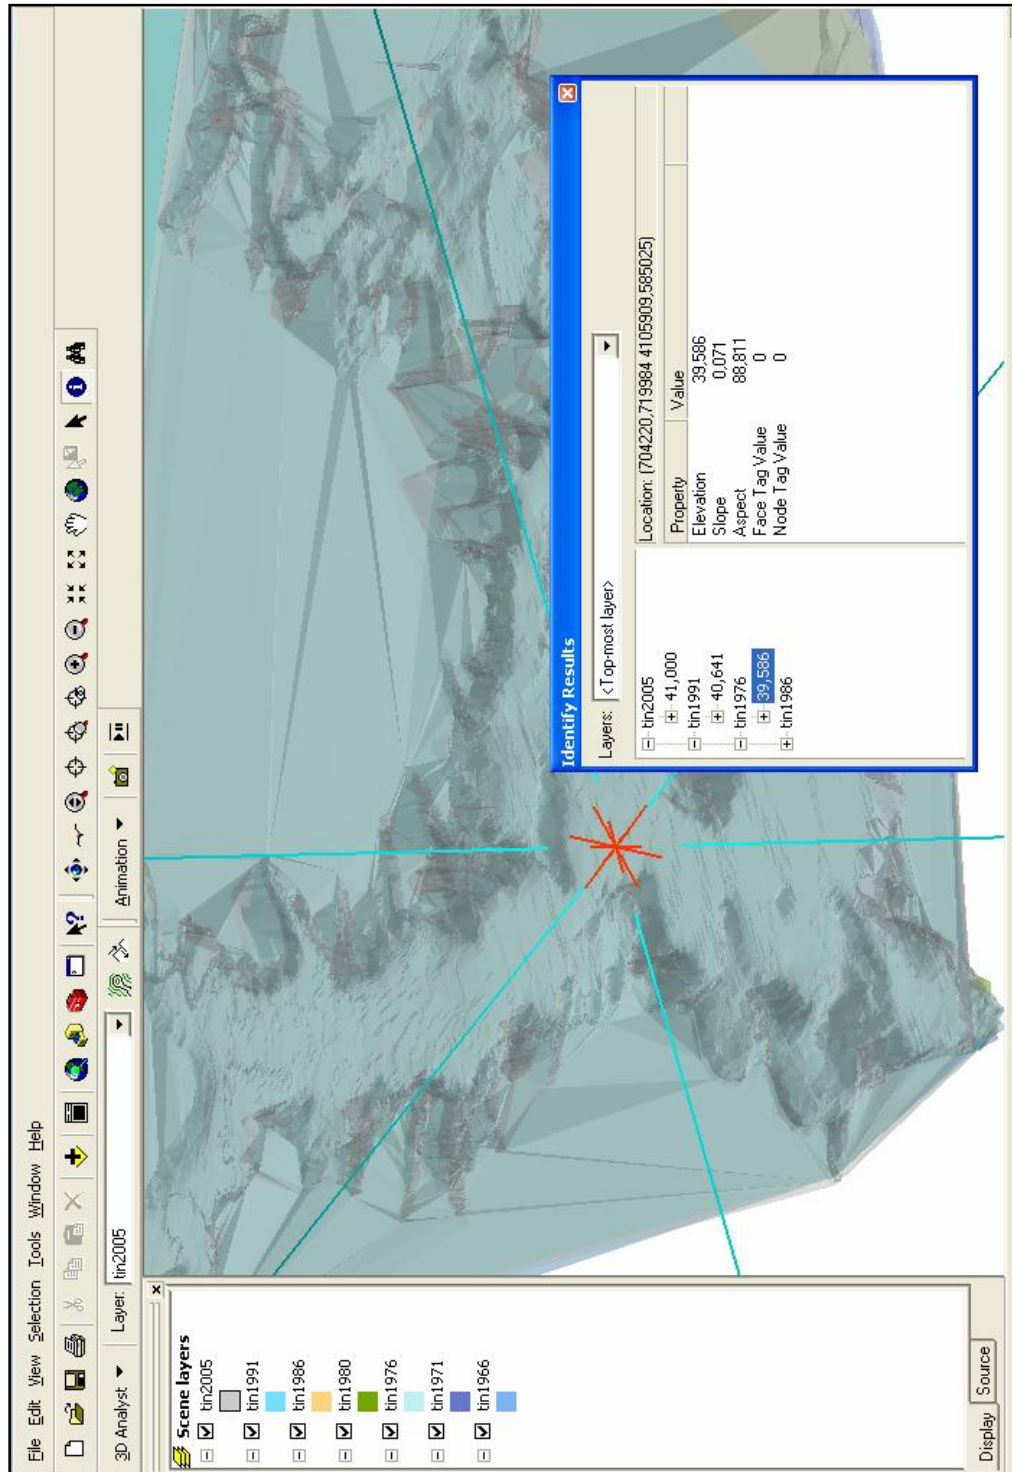 File Edit View Selection Tools Window Help
3D Analyst Layer: tin2005 Animation
Scene layers
tin2005
tin1991
tin1986
tin1980
tin1976
tin1971
tin1966
Display Source
Identify Results
Layers: <Top-most layer>
tin2005
41,000
tin1991
40,641
tin1976
39,586
tin1986
Location: (704220,719984 4105909,585025)
Property Value
Elevation 39,586
Slope 0,071
Aspect 88,811
Face Tag Value 0
Node Tag Value 0